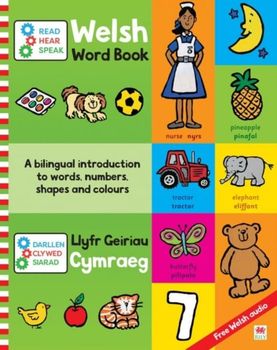 READ
HEAR
SPEAK
Welsh
Word Book
nurse nyrs
pineapple
pinafal
A bilingual introduction
to words, numbers,
shapes and colours
tractor
tractor
elephant
eliffant
DARLLEN
CLYWED
SIARAD
Llyfr Geiriau
Cymraeg
butterfly
pilipala
7
Free Welsh audio